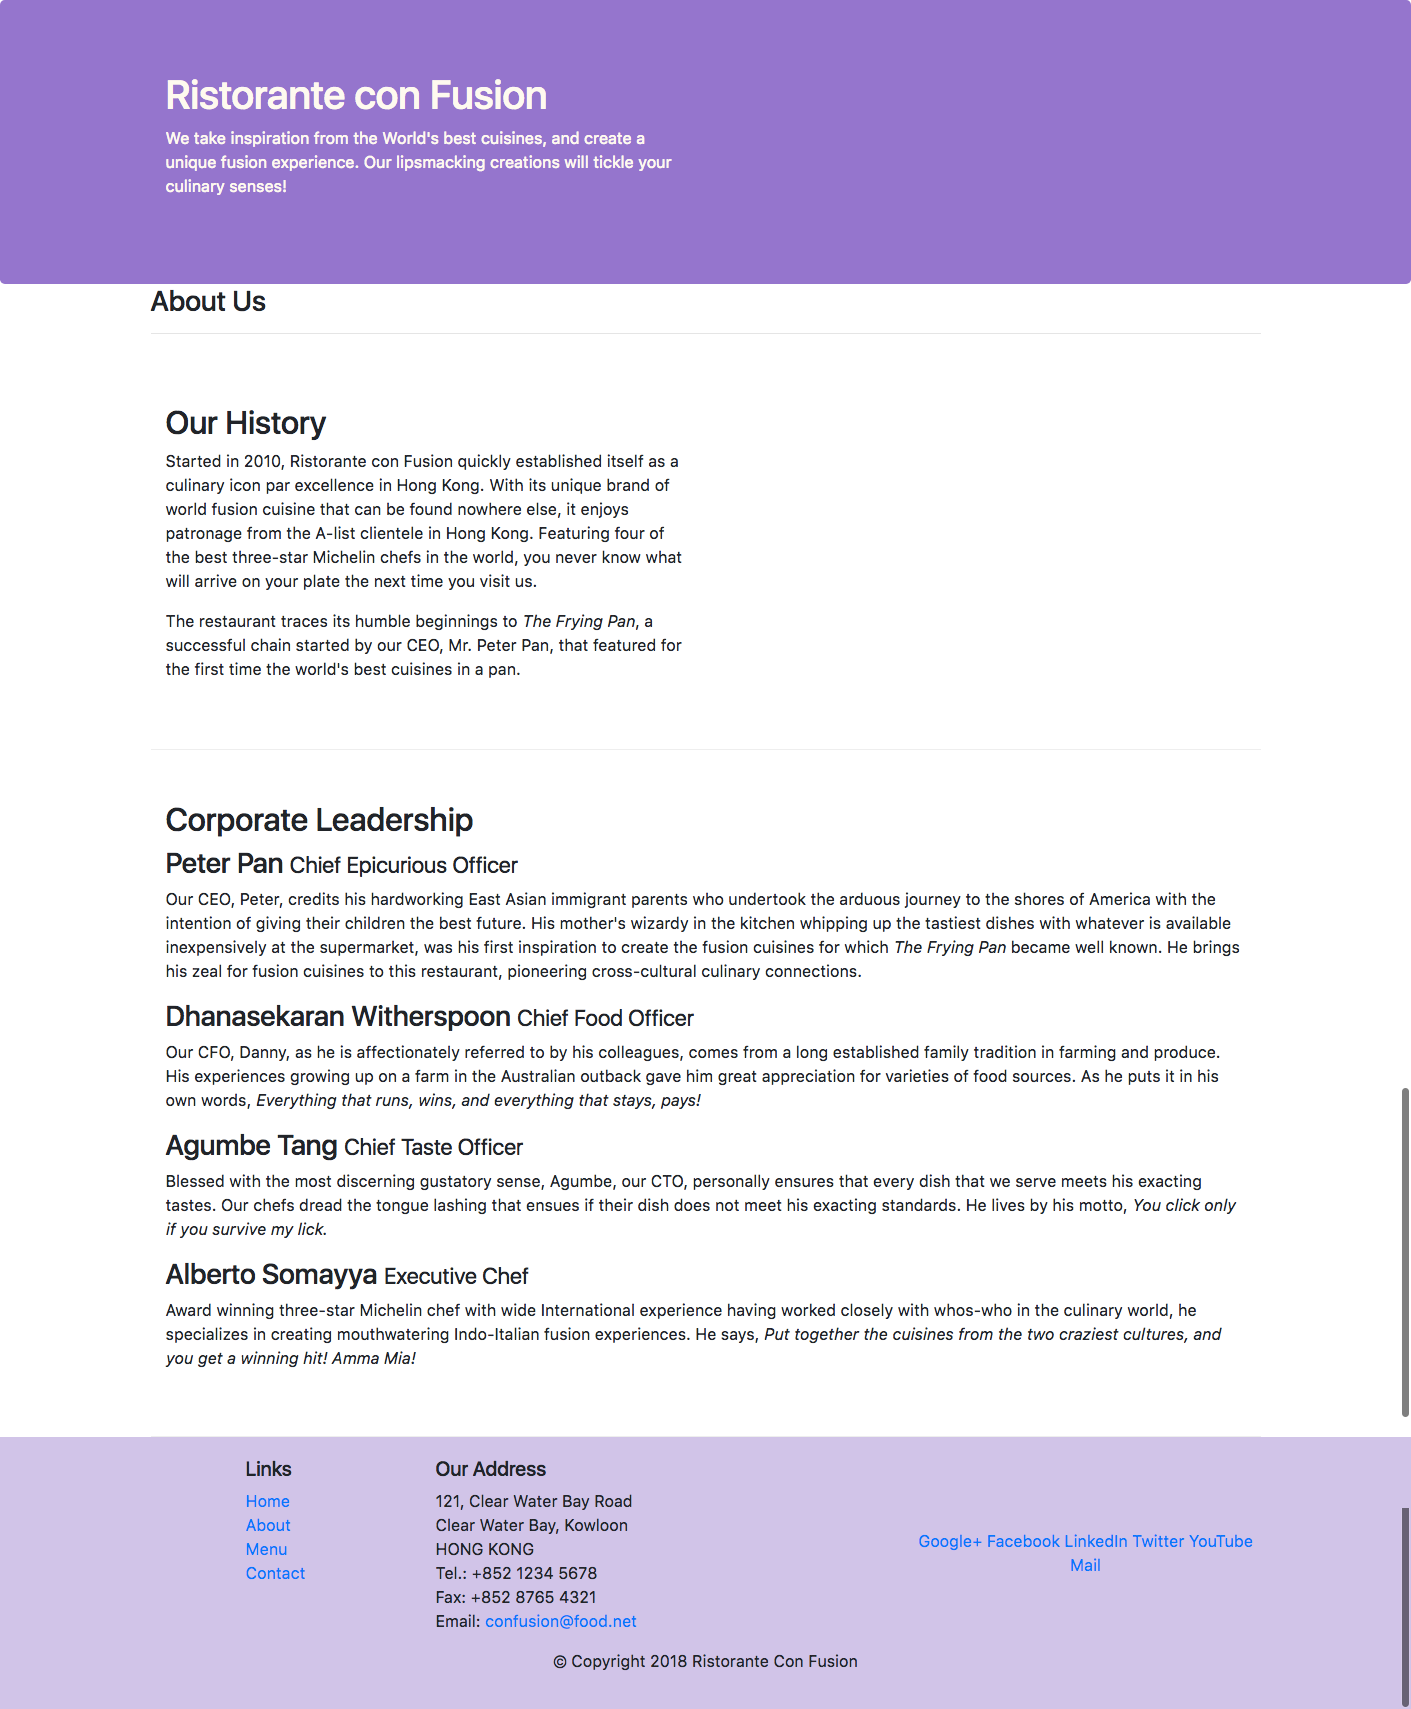 Ristorante con Fusion
We take inspiration from the World's best cuisines, and create a
unique fusion experience. Our lipsmacking creations will tickle your
culinary senses!
About Us
Our History
Started in 2010, Ristorante con Fusion quickly established itself as a
culinary icon par excellence in Hong Kong. With its unique brand of
world fusion cuisine that can be found nowhere else, it enjoys
patronage from the A-list clientele in Hong Kong. Featuring four of
the best three-star Michelin chefs in the world, you never know what
will arrive on your plate the next time you visit us.
The restaurant traces its humble beginnings to The Frying Pan, a
successful chain started by our CEO, Mr. Peter Pan, that featured for
the first time the world's best cuisines in a pan.
Corporate Leadership
Peter Pan Chief Epicurious Officer
Our CEO, Peter, credits his hardworking East Asian immigrant parents who undertook the arduous journey to the shores of America with the
intention of giving their children the best future. His mother's wizardy in the kitchen whipping up the tastiest dishes with whatever is available
inexpensively at the supermarket, was his first inspiration to create the fusion cuisines for which The Frying Pan became well known. He brings
his zeal for fusion cuisines to this restaurant, pioneering cross-cultural culinary connections.
Dhanasekaran Witherspoon Chief Food Officer
Our CFO, Danny, as he is affectionately referred to by his colleagues, comes from a long established family tradition in farming and produce.
His experiences growing up on a farm in the Australian outback gave him great appreciation for varieties of food sources. As he puts it in his
own words, Everything that runs, wins, and everything that stays, pays!
Agumbe Tang Chief Taste Officer
Blessed with the most discerning gustatory sense, Agumbe, our CTO, personally ensures that every dish that we serve meets his exacting
tastes. Our chefs dread the tongue lashing that ensues if their dish does not meet his exacting standards. He lives by his motto, You click only
if you survive my lick.
Alberto Somayya Executive Chef
Award winning three-star Michelin chef with wide International experience having worked closely with whos-who in the culinary world, he
specializes in creating mouthwatering Indo-Italian fusion experiences. He says, Put together the cuisines from the two craziest cultures, and
you get a winning hit! Amma Mia!
Links
Home
About
Menu
Contact
Our Address
121, Clear Water Bay Road
Clear Water Bay, Kowloon
HONG KONG
Tel.: +852 1234 5678
Fax: +852 8765 4321
Email: confusion@food.net
Google+ Facebook LinkedIn Twitter YouTube
Mail
© Copyright 2018 Ristorante Con Fusion